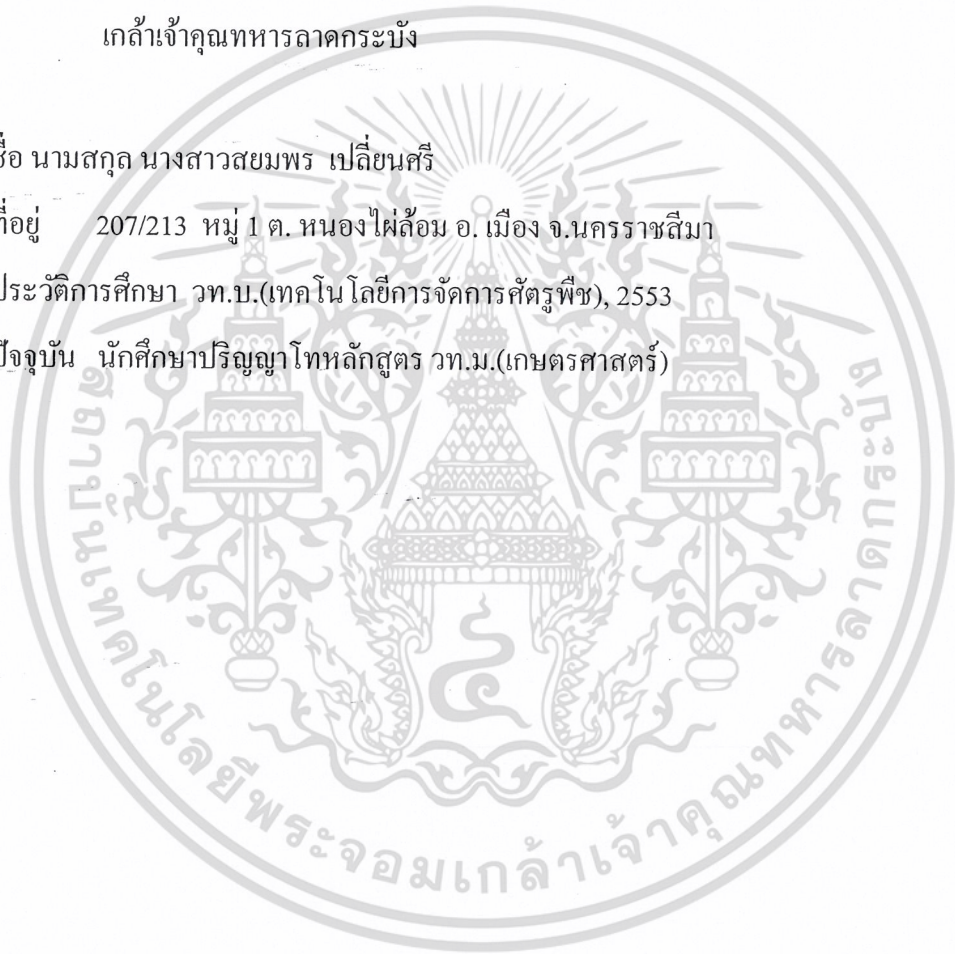 เกล้าเจ้าคุณทหารลาดกระบัง
ชื่อ นามสกุล นางสาวสยมพร เปลี่ยนศรี
ที่อยู่ 207/213 หมู่ 1 ต. หนองไผ่ล้อม อ. เมือง จ.นครราชสีมา
ประวัติการศึกษา วท.บ.(เทคโนโลยีการจัดการศัตรูพืช), 2553
ปัจจุบัน นักศึกษาปริญญาโทหลักสูตร วท.ม.(เกษตรศาสตร์)
สถาบันเทคโนโลยีพระจอมเกล้าเจ้าคุณทหารลาดกระบัง